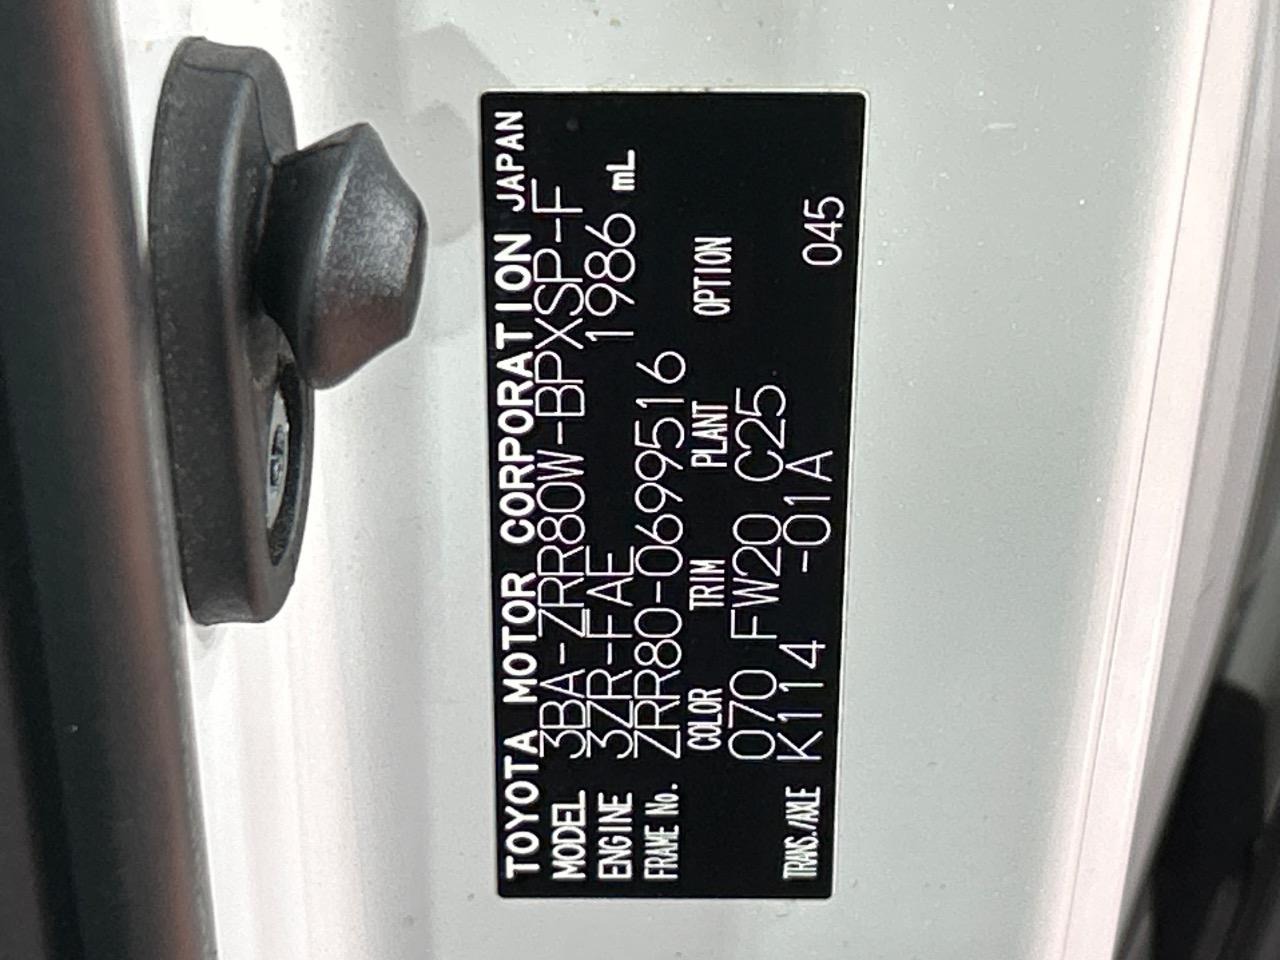 TOYOTA MOTOR CORPORATION JAPAN
MODEL 3BA-ZRR80W-BPXSP-F
ENGINE 3ZR-FAE 1986 mL
FRAME No. ZRR80-0699516
COLOR TRIM PLANT OPTION
070 FW20 C25
TRANS./AXLE K114 -01A 045